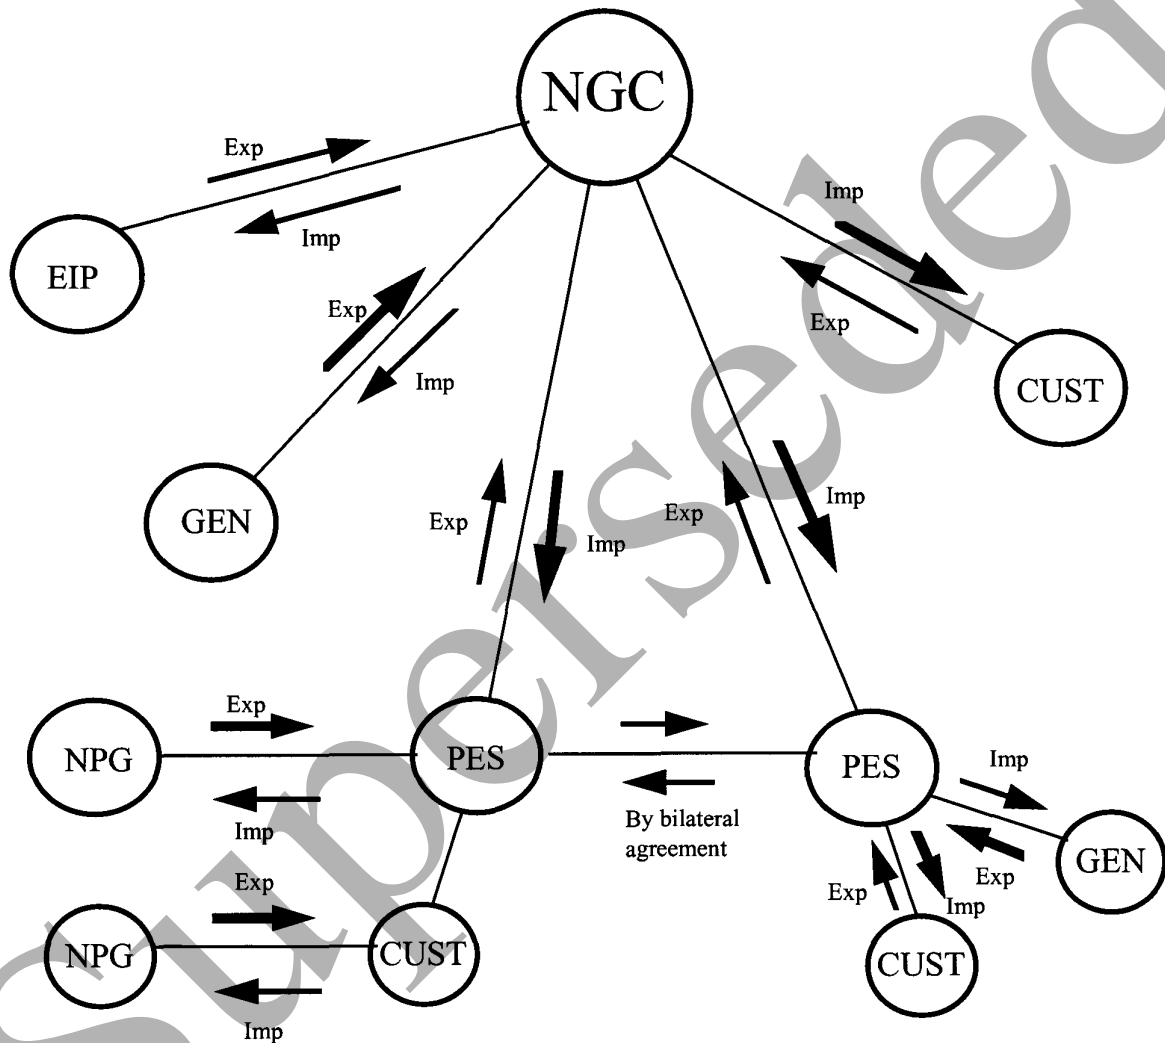 NGC
Exp
Imp
EIP
Imp
Exp
CUST
Exp
Imp
GEN
Exp
Imp
Exp
Imp
Exp
NPG
Imp
PES
By bilateral
agreement
PES
Imp
Exp
GEN
Exp
Imp
CUST
Exp
NPG
Imp
CUST
Superseded